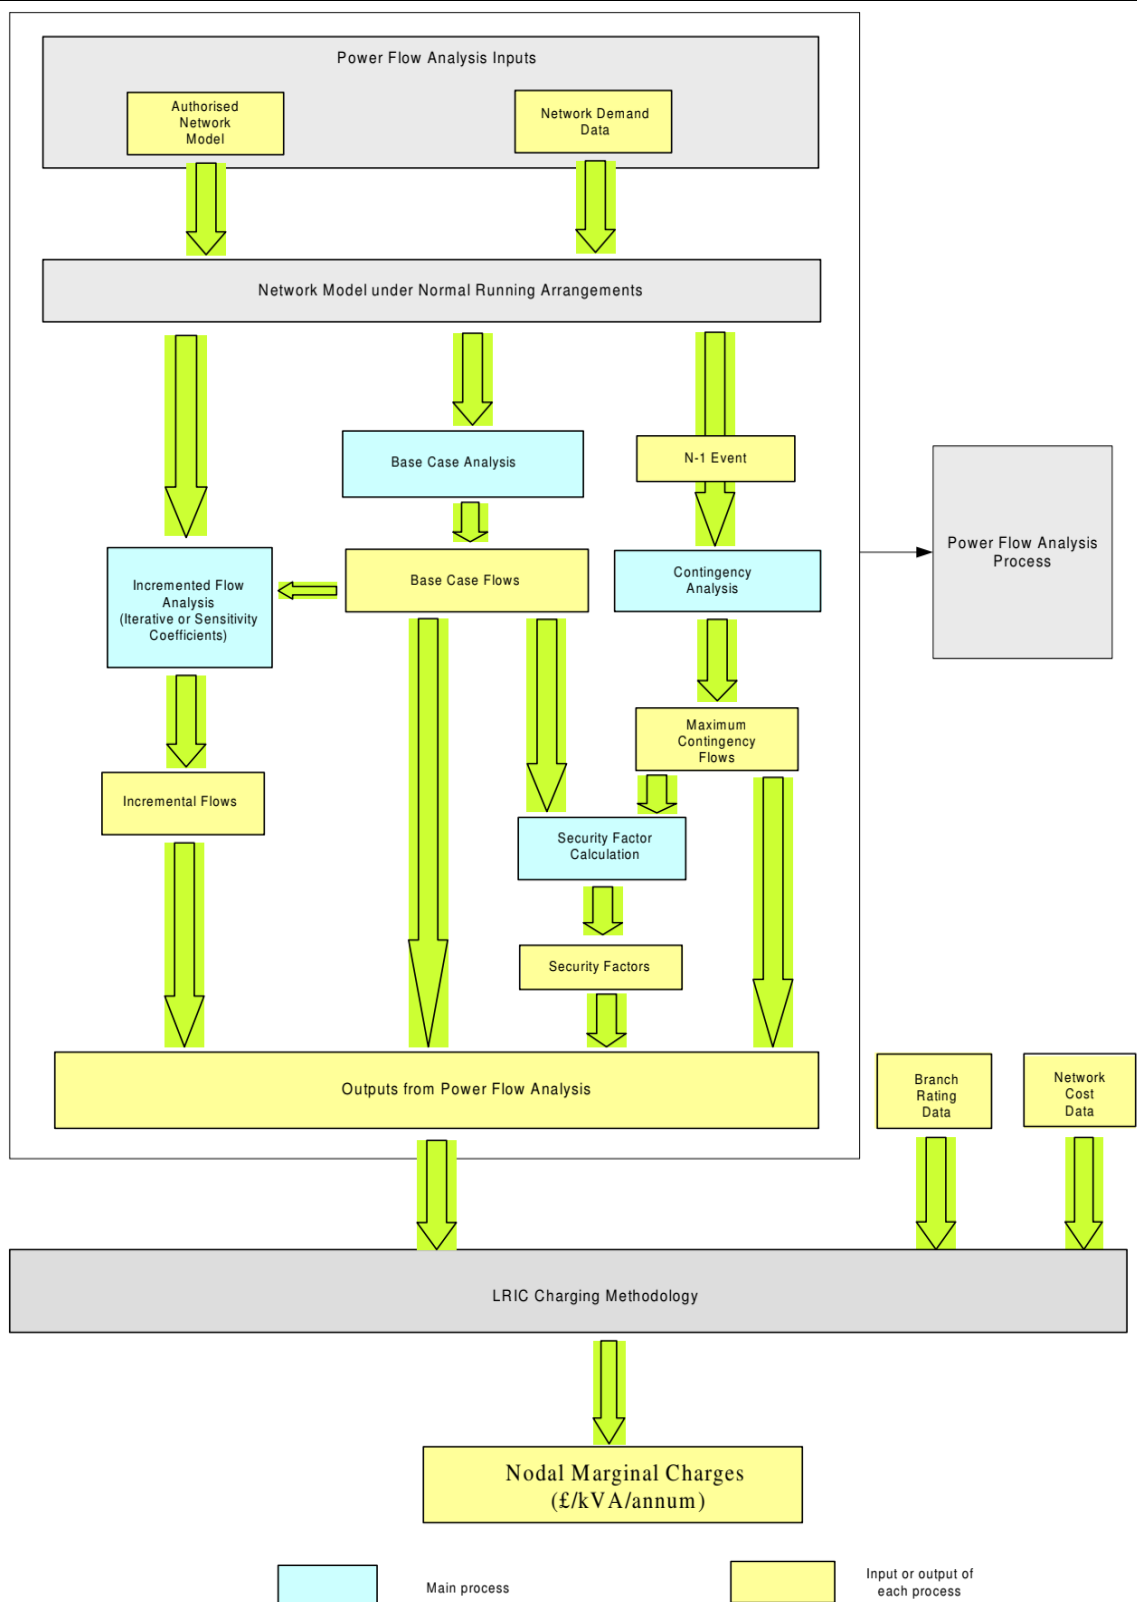 Power Flow Analysis Inputs
Authorised
Network
Model
Network Demand
Data
Network Model under Normal Running Arrangements
Base Case Analysis
N-1 Event
Incremented Flow
Analysis
(Iterative or Sensitivity
Coefficients)
Base Case Flows
Contingency
Analysis
Power Flow Analysis
Process
Maximum
Contingency
Flows
Incremental Flows
Security Factor
Calculation
Security Factors
Outputs from Power Flow Analysis
Branch
Rating
Data
Network
Cost
Data
LRIC Charging Methodology
Nodal Marginal Charges
(£/kVA/annum)
Main process
Input or output of
each process